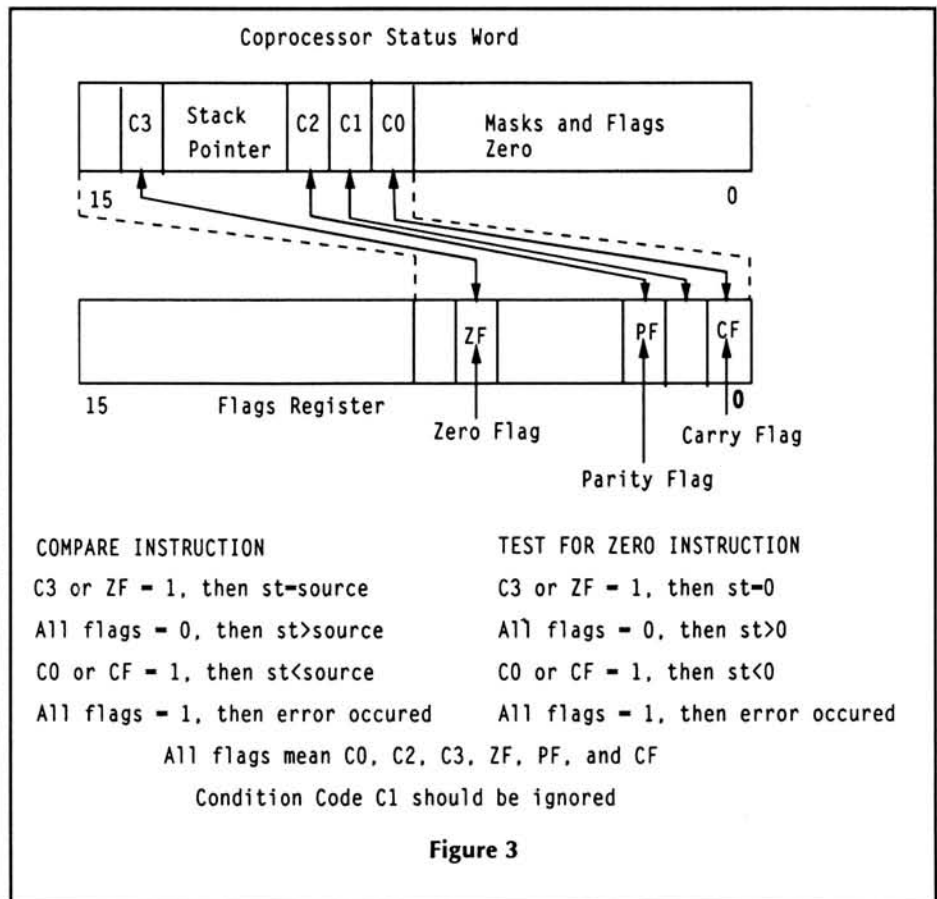 Coprocessor Status Word
C3 Stack Pointer C2 C1 C0 Masks and Flags Zero
15 0
ZF PF CF
15 Flags Register 0
Zero Flag Carry Flag
Parity Flag
COMPARE INSTRUCTION
C3 or ZF = 1, then st=source
All flags = 0, then st>source
C0 or CF = 1, then st<source
All flags = 1, then error occured
TEST FOR ZERO INSTRUCTION
C3 or ZF = 1, then st=0
All flags = 0, then st>0
C0 or CF = 1, then st<0
All flags = 1, then error occured
All flags mean C0, C2, C3, ZF, PF, and CF
Condition Code C1 should be ignored
Figure 3